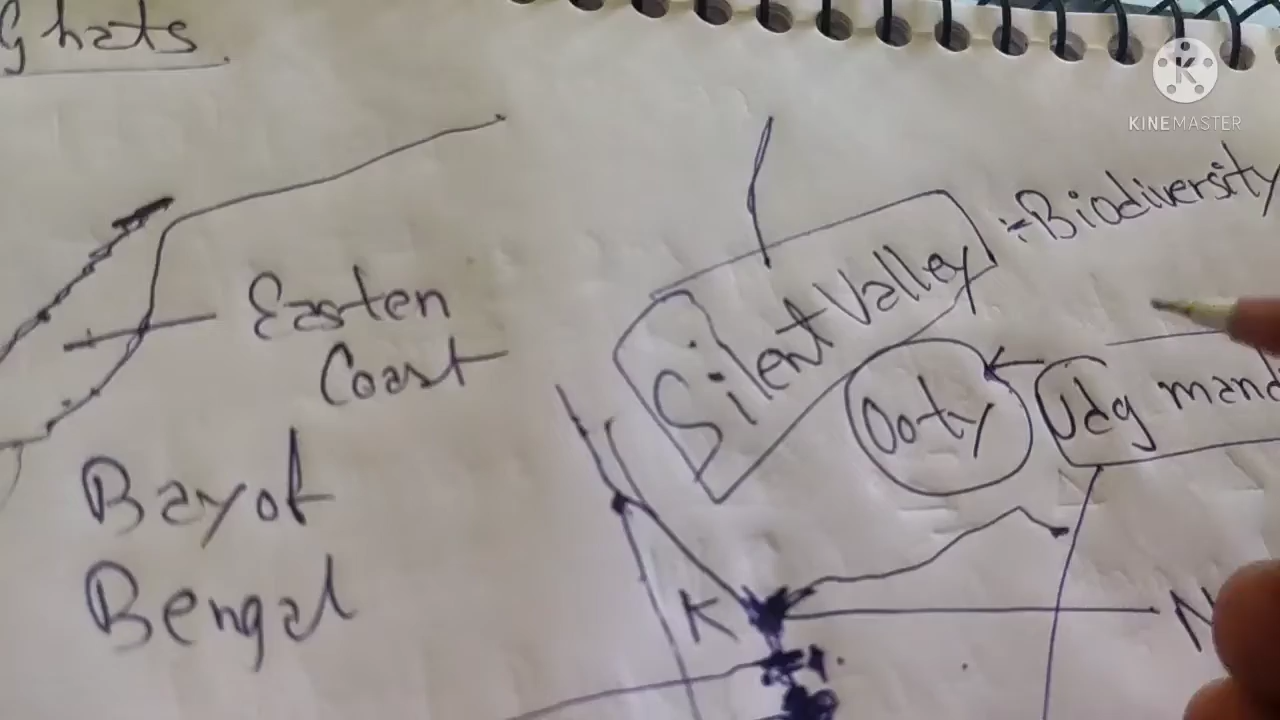 Ghats
KINEMASTER
:-Biodiversity
Silent Valley
Easten
Coast
Ooty
Udg mand
Bay of
Bengal
K
N